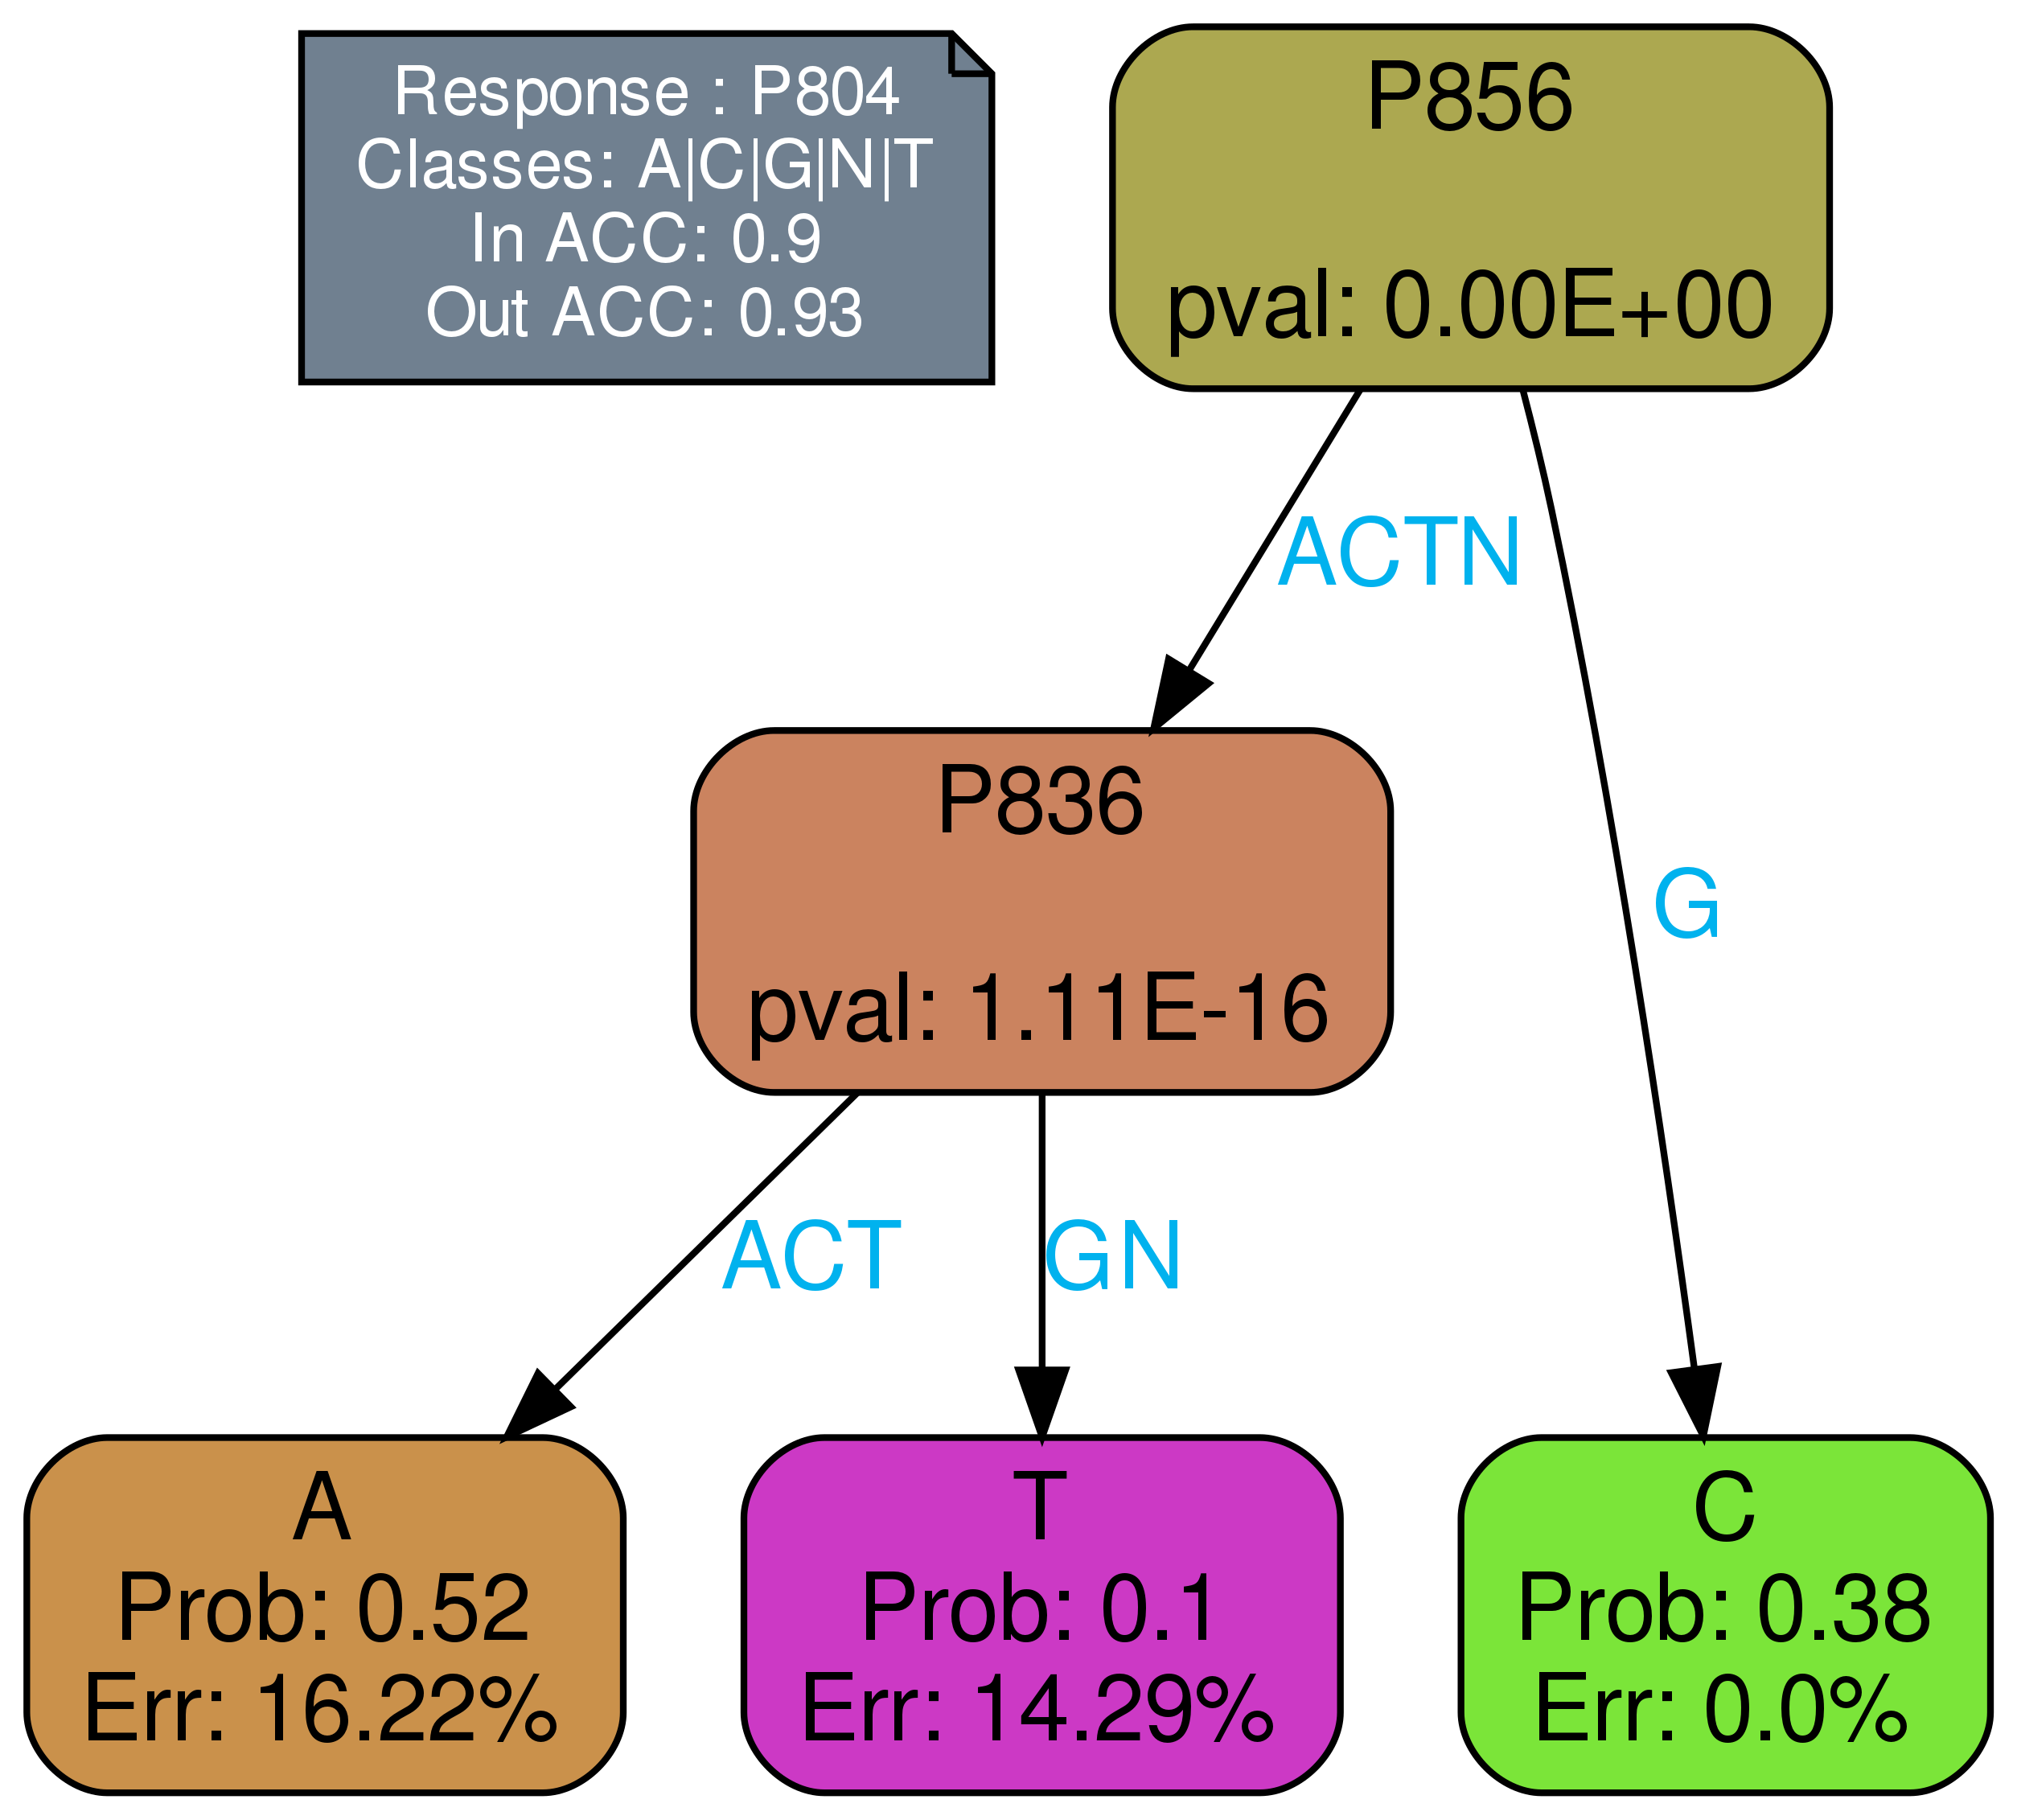 Response : P804
Classes: A|C|G|N|T
In ACC: 0.9
Out ACC: 0.93
P856
pval: 0.00E+00
ACTN
P836
pval: 1.11E-16
G
ACT
GN
A
Prob: 0.52
Err: 16.22%
T
Prob: 0.1
Err: 14.29%
C
Prob: 0.38
Err: 0.0%